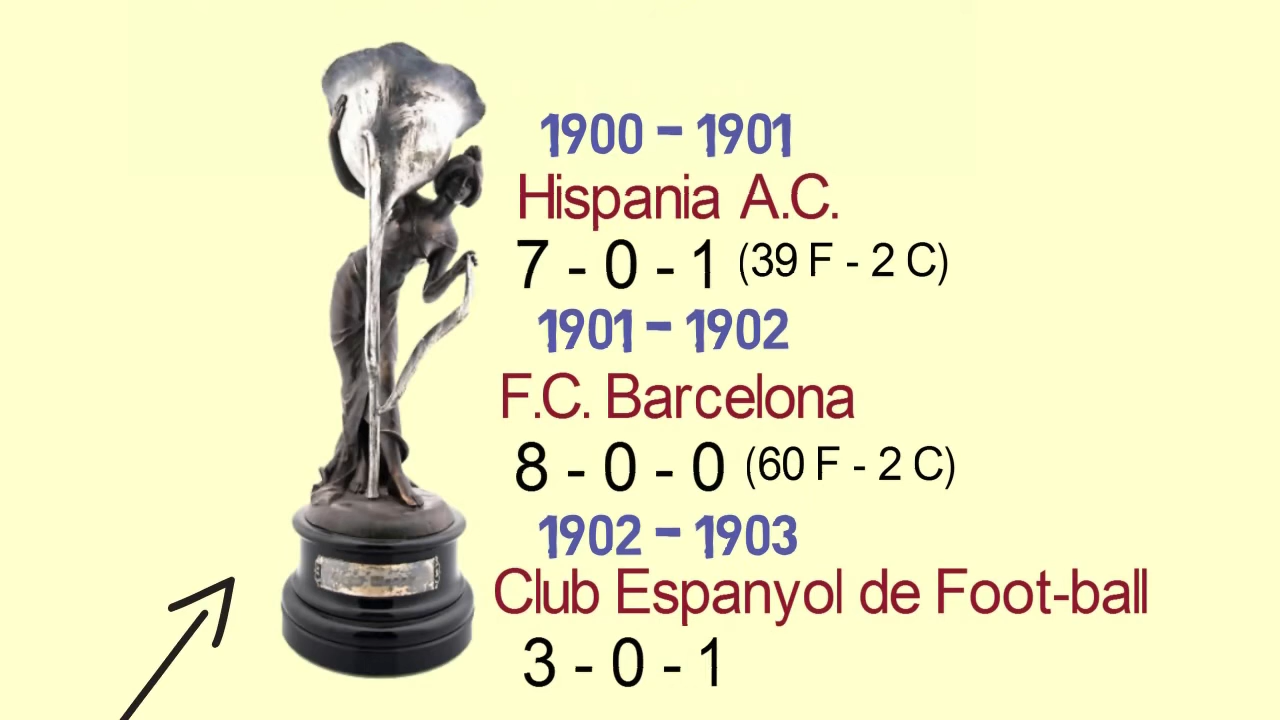 1900 - 1901
Hispania A.C.
7 - 0 - 1 (39 F - 2 C)
1901 - 1902
F.C. Barcelona
8 - 0 - 0 (60 F - 2 C)
1902 - 1903
Club Espanyol de Foot-ball
3 - 0 - 1